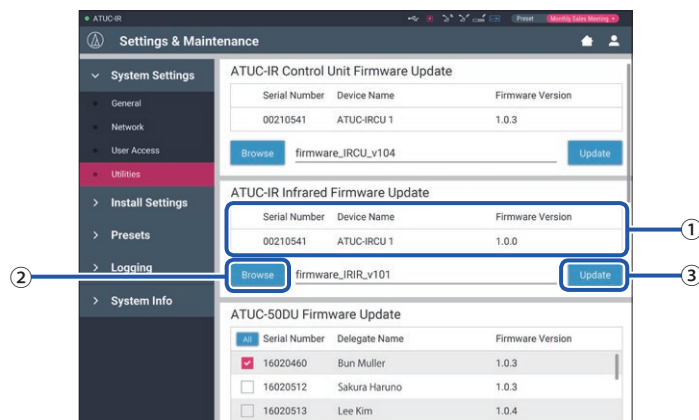 ATUC-IR
Preset
Monthly Sales Meeting
Settings & Maintenance
System Settings
General
Network
User Access
Utilities
Install Settings
Presets
Logging
System Info
ATUC-IR Control Unit Firmware Update
Serial Number Device Name Firmware Version
00210541 ATUC-IRCU 1 1.0.3
Browse firmware_IRCU_v104 Update
ATUC-IR Infrared Firmware Update
Serial Number Device Name Firmware Version
00210541 ATUC-IRCU 1 1.0.0
①
② Browse firmware_IRIR_v101 Update ③
ATUC-50DU Firmware Update
All Serial Number Delegate Name Firmware Version
16020460 Bun Muller 1.0.3
16020512 Sakura Haruno 1.0.3
16020513 Lee Kim 1.0.4